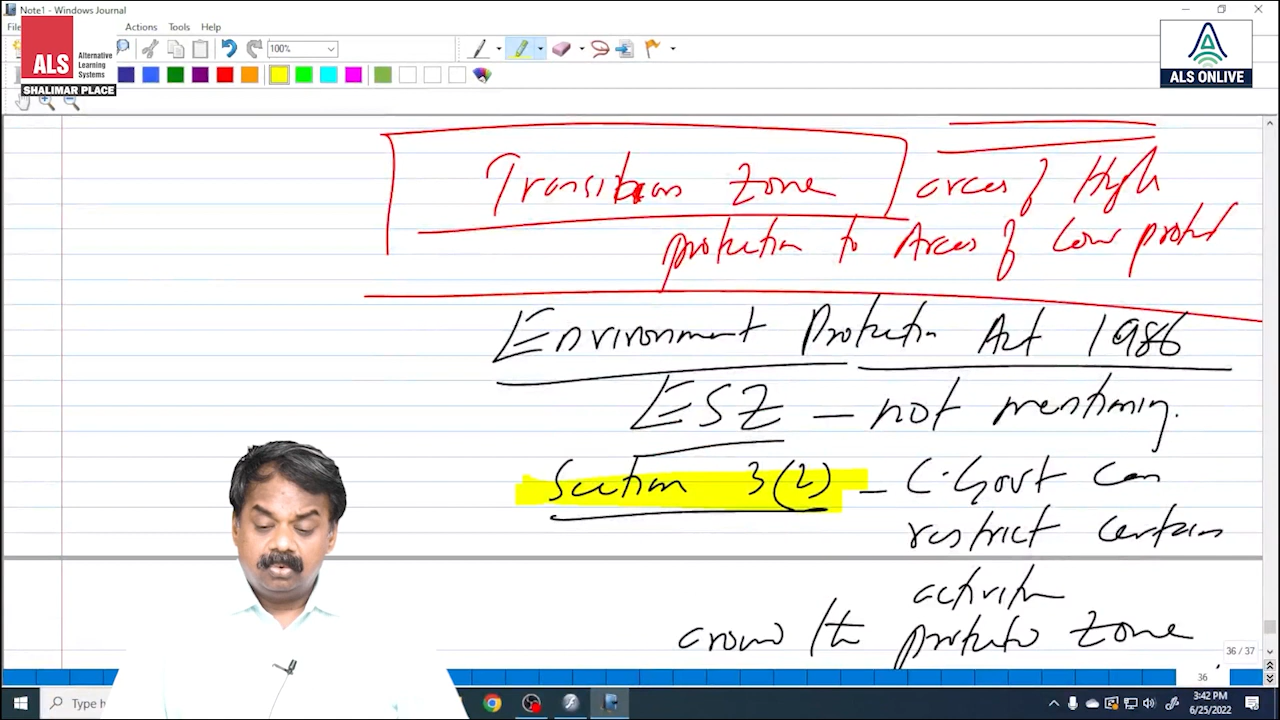 Note1 - Windows Journal
File Actions Tools Help
ALS
Alternative
Learning
Systems
SHALIMAR PLACE
100%
ALS ONLIVE
Transition zone areas of High
protection to Areas of Low protect
Environment Protection Act 1986
ESZ - not mentioning.
Section 3(2) - C.Govt can
restrict certain
activities
around the protected zone
36 / 37
36
Type h
3:42 PM
6/25/2022